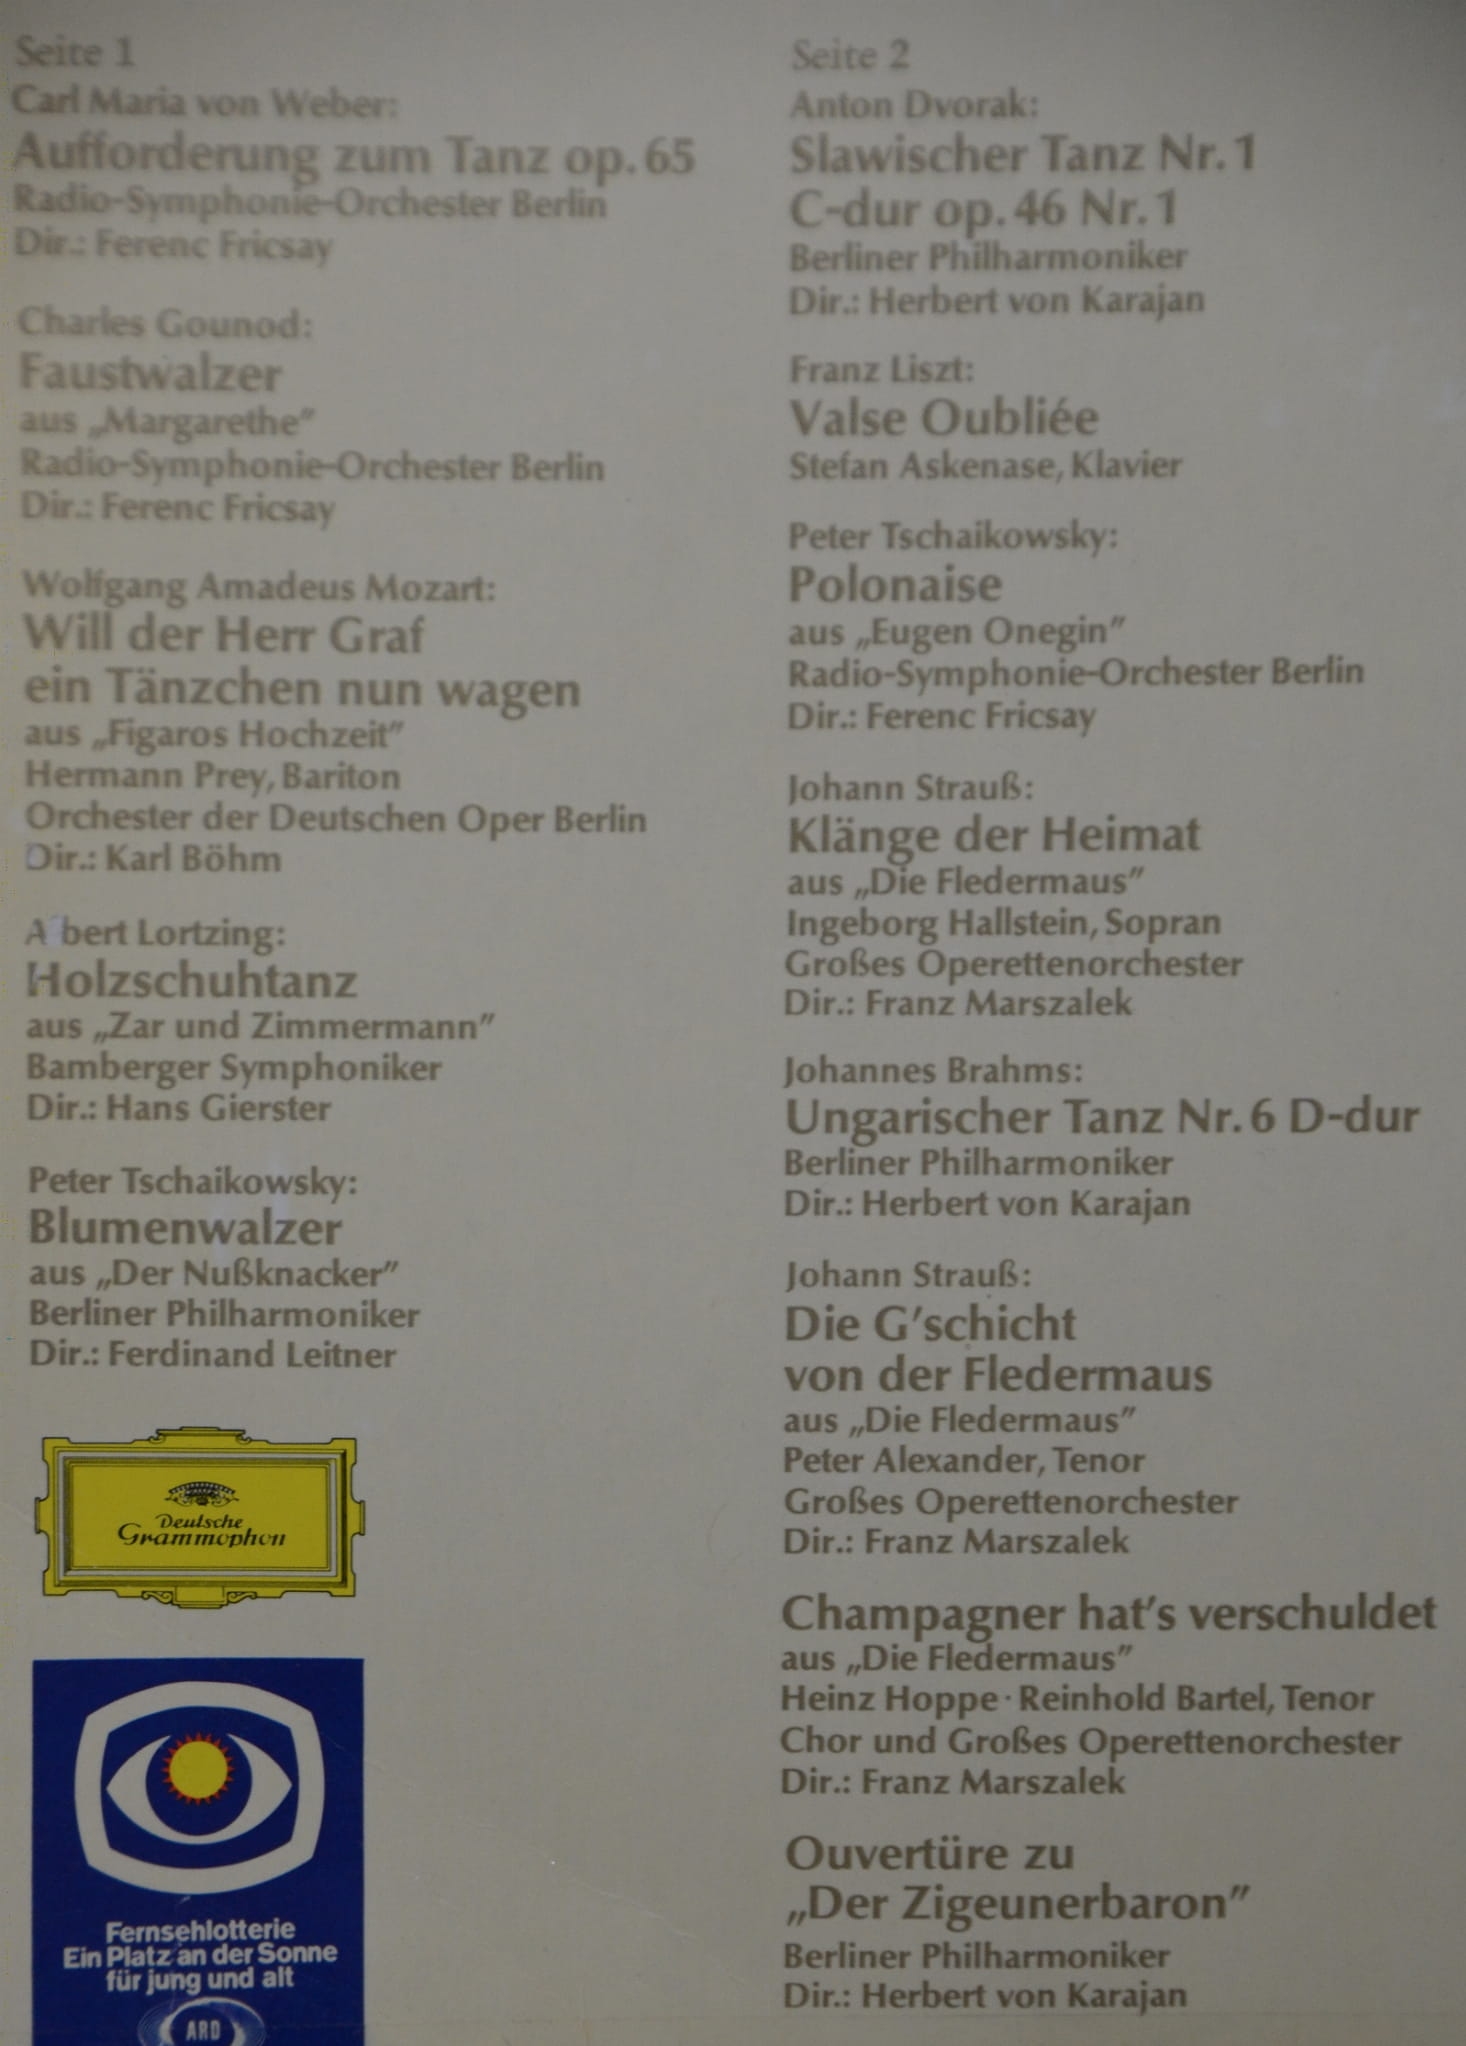 Seite 1
Carl Maria von Weber:
Aufforderung zum Tanz op. 65
Radio-Symphonie-Orchester Berlin
Dir.: Ferenc Fricsay
Charles Gounod:
Faustwalzer
aus „Margarethe”
Radio-Symphonie-Orchester Berlin
Dir.: Ferenc Fricsay
Wolfgang Amadeus Mozart:
Will der Herr Graf
ein Tänzchen nun wagen
aus „Figaros Hochzeit”
Hermann Prey, Bariton
Orchester der Deutschen Oper Berlin
Dir.: Karl Böhm
Albert Lortzing:
Holzschuhtanz
aus „Zar und Zimmermann”
Bamberger Symphoniker
Dir.: Hans Gierster
Peter Tschaikowsky:
Blumenwalzer
aus „Der Nußknacker”
Berliner Philharmoniker
Dir.: Ferdinand Leitner
Deutsche
Grammophon
Fernsehlotterie
Ein Platz an der Sonne
für jung und alt
ARD
Seite 2
Anton Dvorak:
Slawischer Tanz Nr. 1
C-dur op. 46 Nr. 1
Berliner Philharmoniker
Dir.: Herbert von Karajan
Franz Liszt:
Valse Oubliée
Stefan Askenase, Klavier
Peter Tschaikowsky:
Polonaise
aus „Eugen Onegin”
Radio-Symphonie-Orchester Berlin
Dir.: Ferenc Fricsay
Johann Strauß:
Klänge der Heimat
aus „Die Fledermaus”
Ingeborg Hallstein, Sopran
Großes Operettenorchester
Dir.: Franz Marszalek
Johannes Brahms:
Ungarischer Tanz Nr. 6 D-dur
Berliner Philharmoniker
Dir.: Herbert von Karajan
Johann Strauß:
Die G'schicht
von der Fledermaus
aus „Die Fledermaus”
Peter Alexander, Tenor
Großes Operettenorchester
Dir.: Franz Marszalek
Champagner hat's verschuldet
aus „Die Fledermaus”
Heinz Hoppe · Reinhold Bartel, Tenor
Chor und Großes Operettenorchester
Dir.: Franz Marszalek
Ouvertüre zu
„Der Zigeunerbaron”
Berliner Philharmoniker
Dir.: Herbert von Karajan